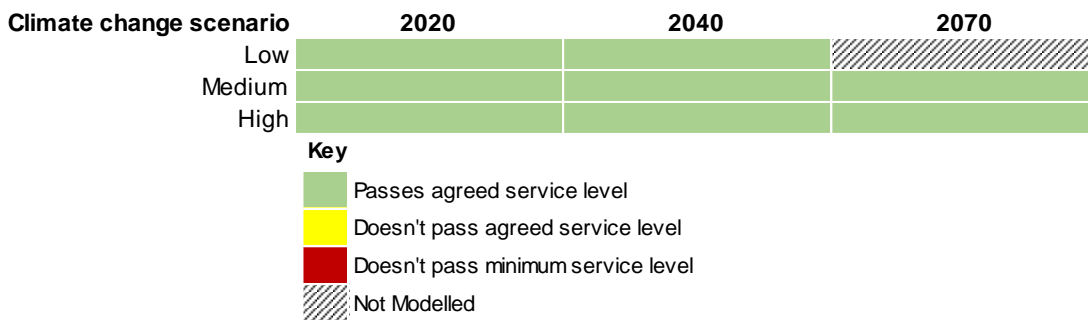 Climate change scenario 2020 2040 2070
Low
Medium
High
Key
Passes agreed service level
Doesn't pass agreed service level
Doesn't pass minimum service level
Not Modelled